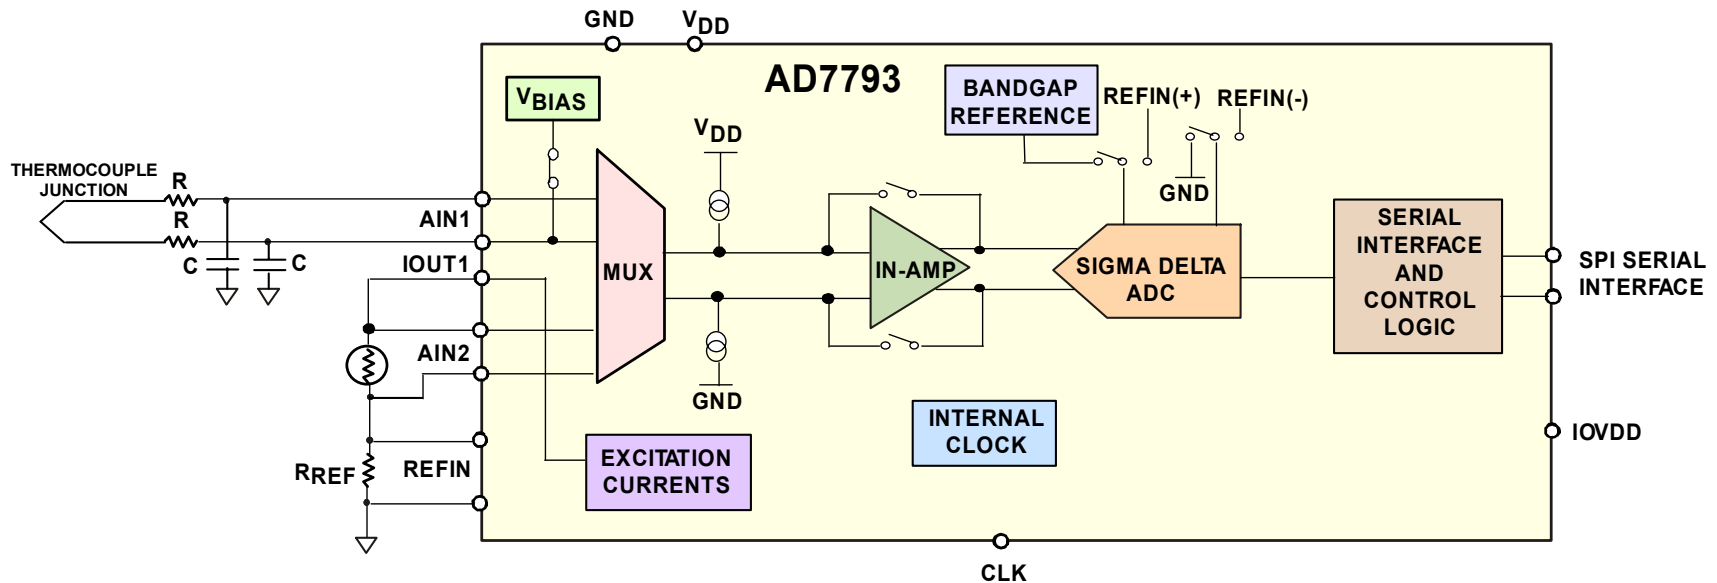 GND
VDD
AD7793
VBIAS
BANDGAP
REFERENCE
REFIN(+)
REFIN(-)
VDD
THERMOCOUPLE
JUNCTION
R
R
AIN1
C
C
IOUT1
MUX
IN-AMP
GND
SIGMA DELTA
ADC
SERIAL
INTERFACE
AND
CONTROL
LOGIC
SPI SERIAL
INTERFACE
AIN2
GND
INTERNAL
CLOCK
IOVDD
RREF
REFIN
EXCITATION
CURRENTS
CLK